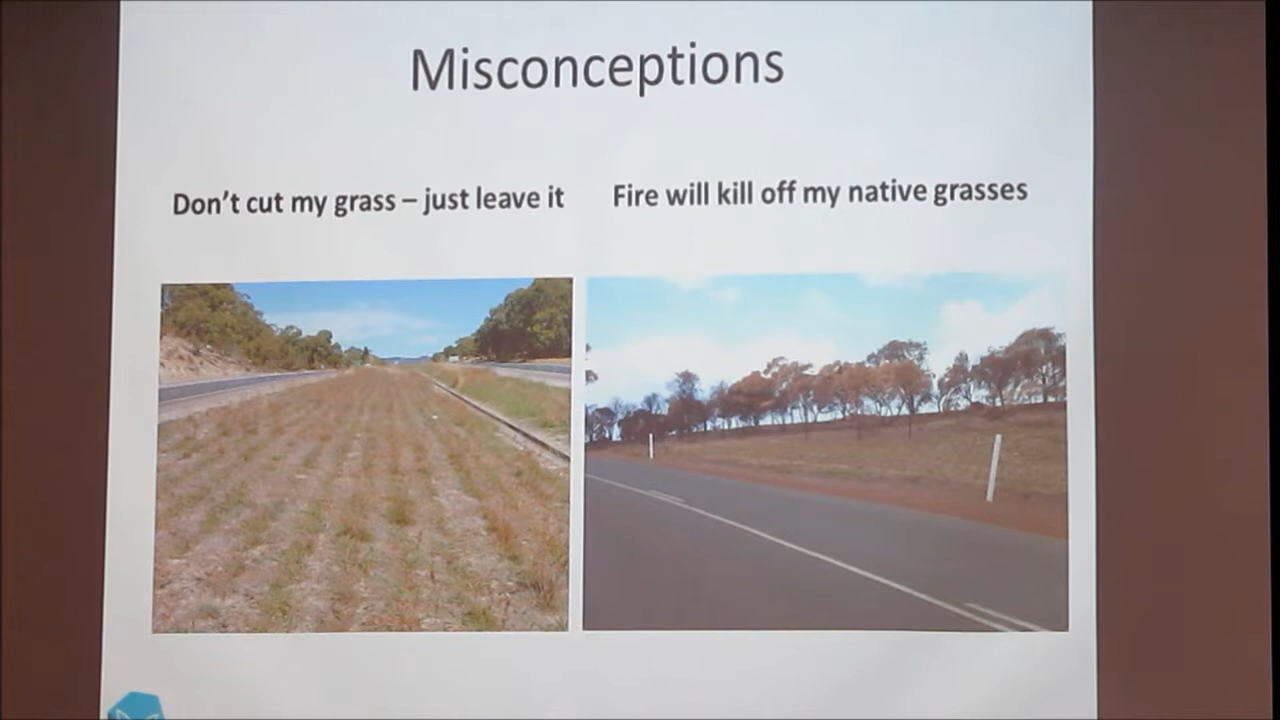 Misconceptions
Don't cut my grass – just leave it
Fire will kill off my native grasses